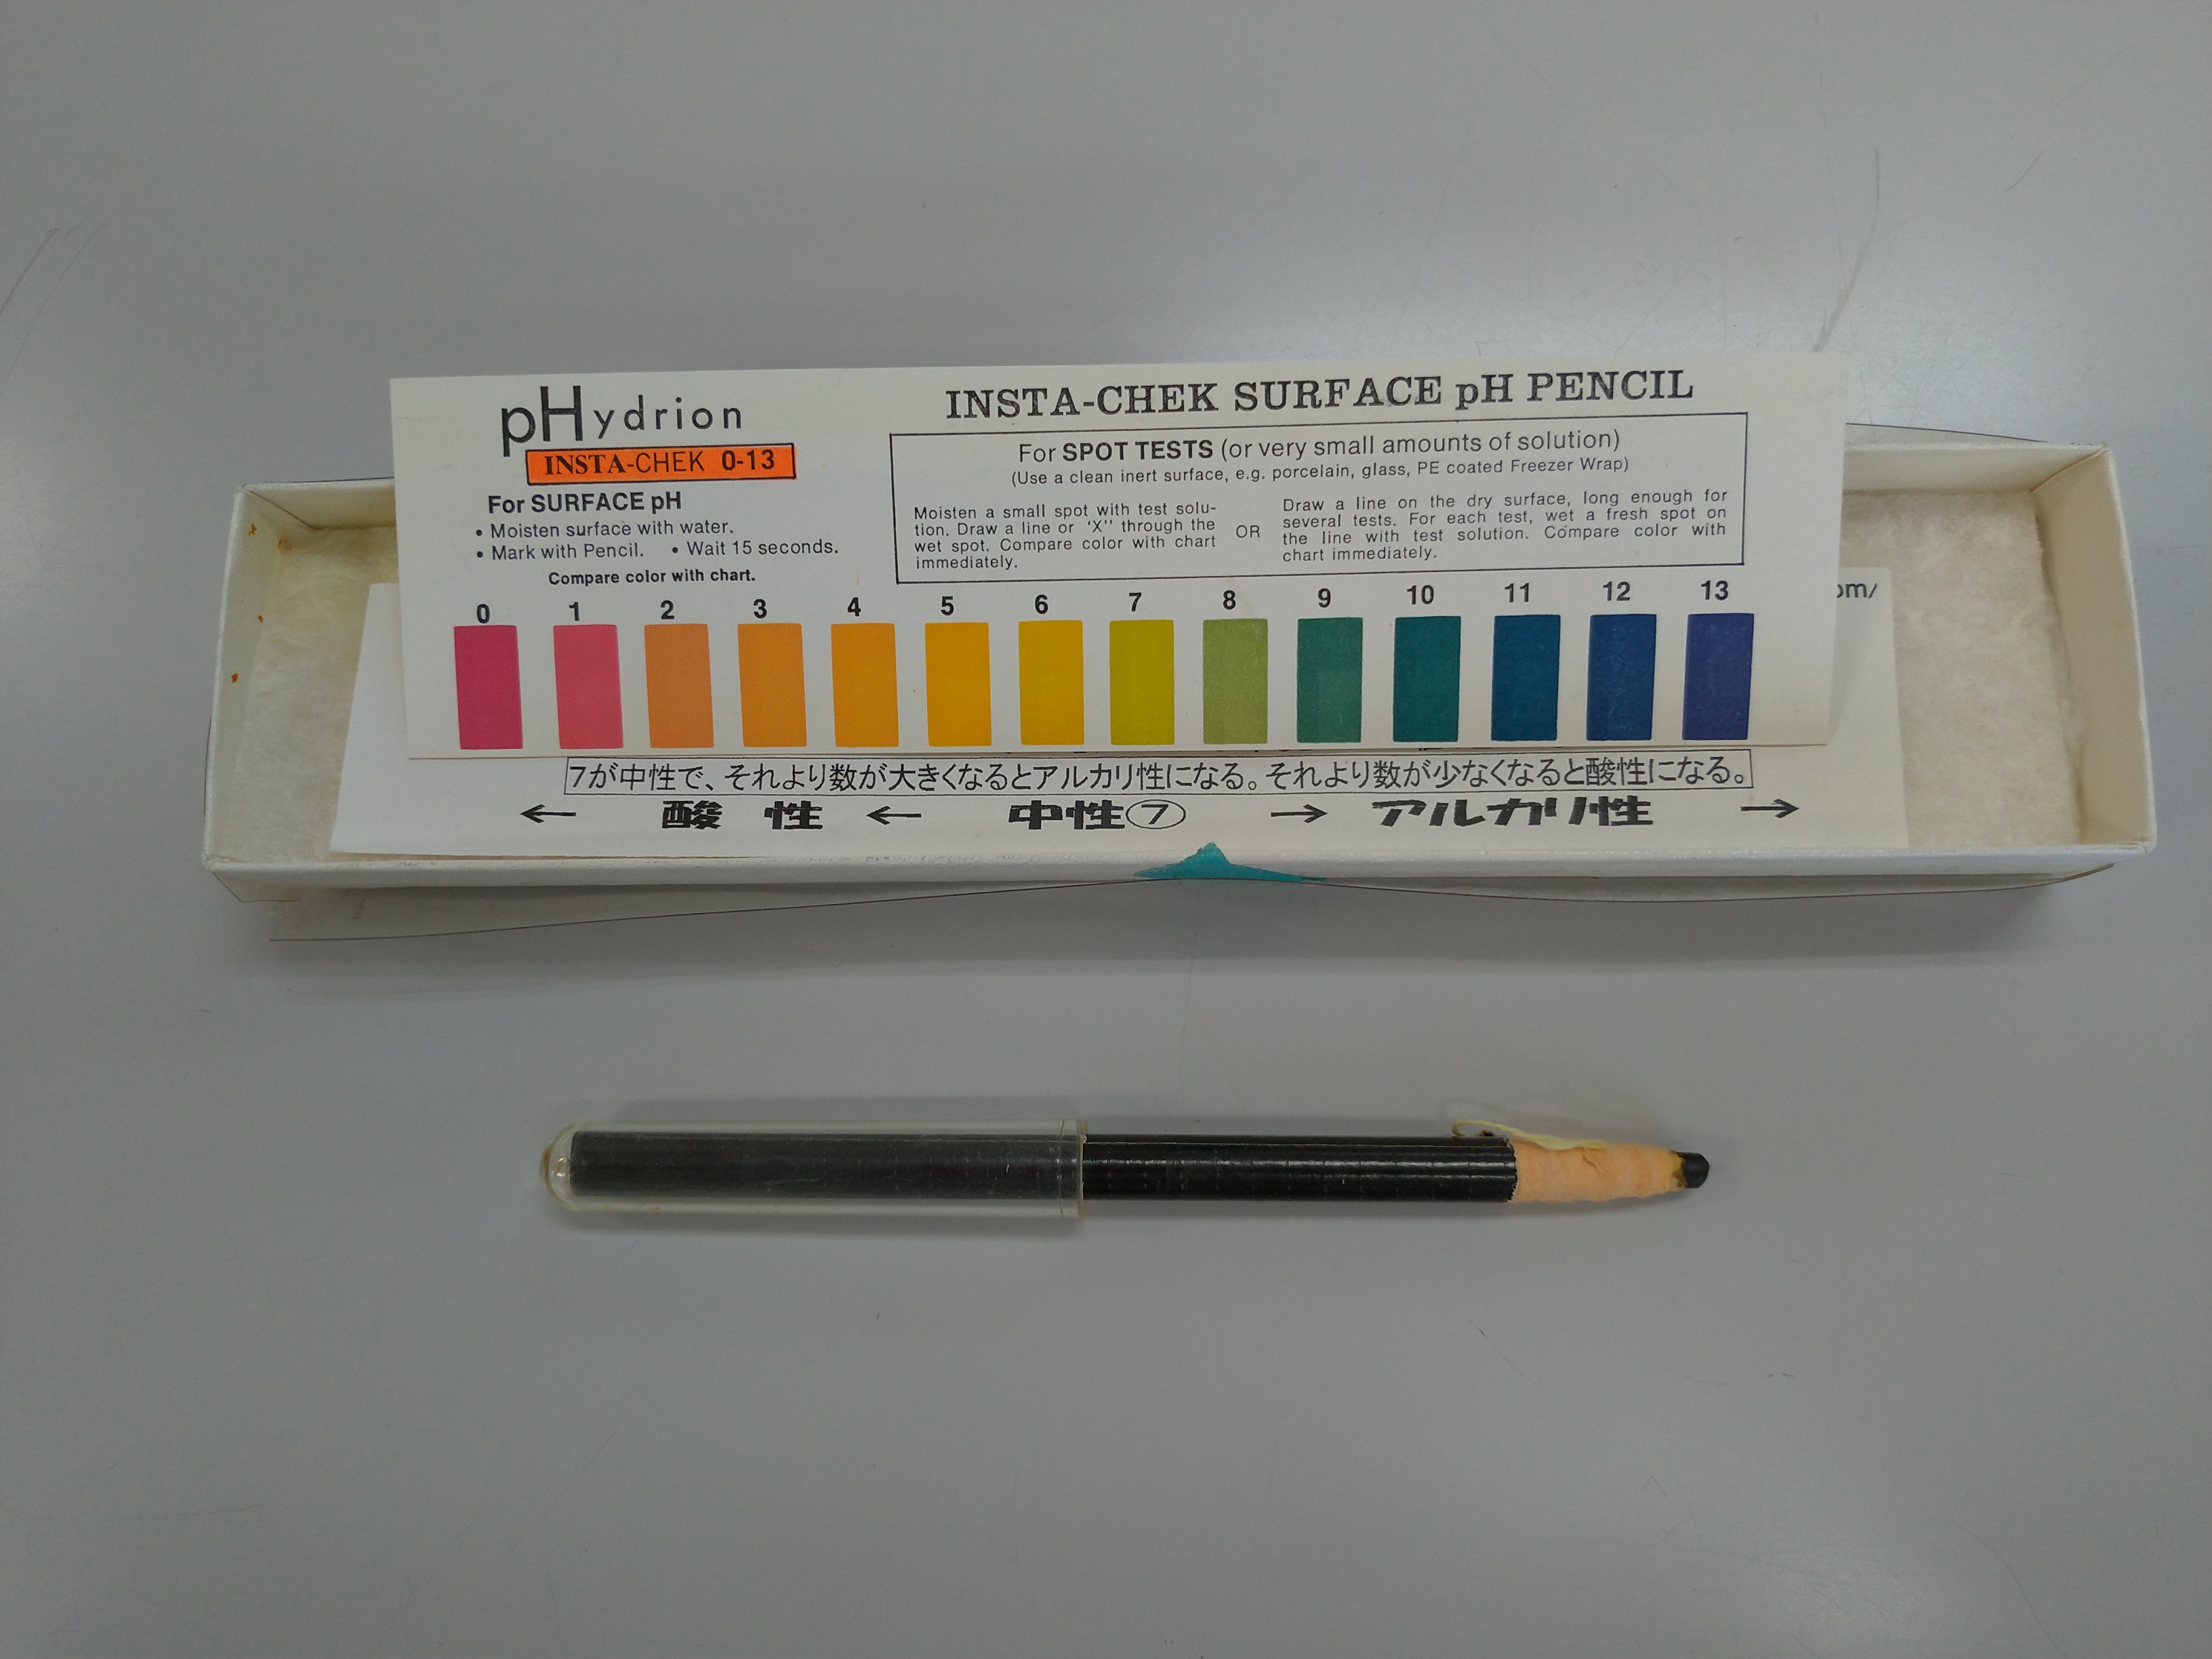 pHydrion
INSTA-CHEK 0-13
For SURFACE pH
• Moisten surface with water.
• Mark with Pencil. • Wait 15 seconds.
Compare color with chart.
INSTA-CHEK SURFACE pH PENCIL
For SPOT TESTS (or very small amounts of solution)
(Use a clean inert surface, e.g. porcelain, glass, PE coated Freezer Wrap)
Moisten a small spot with test solu-
tion. Draw a line or ‘X’’ through the
wet spot. Compare color with chart
immediately.
OR
Draw a line on the dry surface, long enough for
several tests. For each test, wet a fresh spot on
the line with test solution. Compare color with
chart immediately.
0 1 2 3 4 5 6 7 8 9 10 11 12 13
om/
7が中性で、それより数が大きくなるとアルカリ性になる。それより数が少なくなると酸性になる。
← 酸 性 ← 中性⑦ → アルカリ性 →